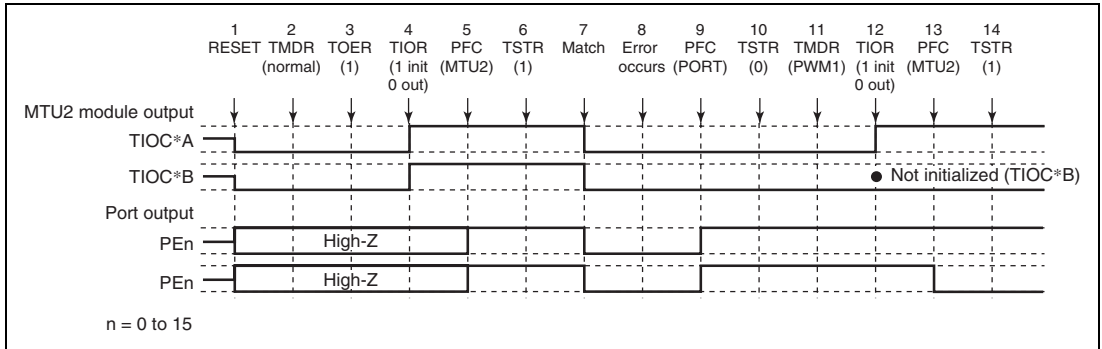 1 2 3 4 5 6 7 8 9 10 11 12 13 14
RESET TMDR TOER TIOR PFC TSTR Match Error PFC TSTR TMDR TIOR PFC TSTR
(normal) (1) (1 init (MTU2) (1) occurs (PORT) (0) (PWM1) (1 init (MTU2) (1)
0 out) 0 out)
MTU2 module output
TIOC*A
TIOC*B ● Not initialized (TIOC*B)
Port output
PEn High-Z
PEn High-Z
n = 0 to 15